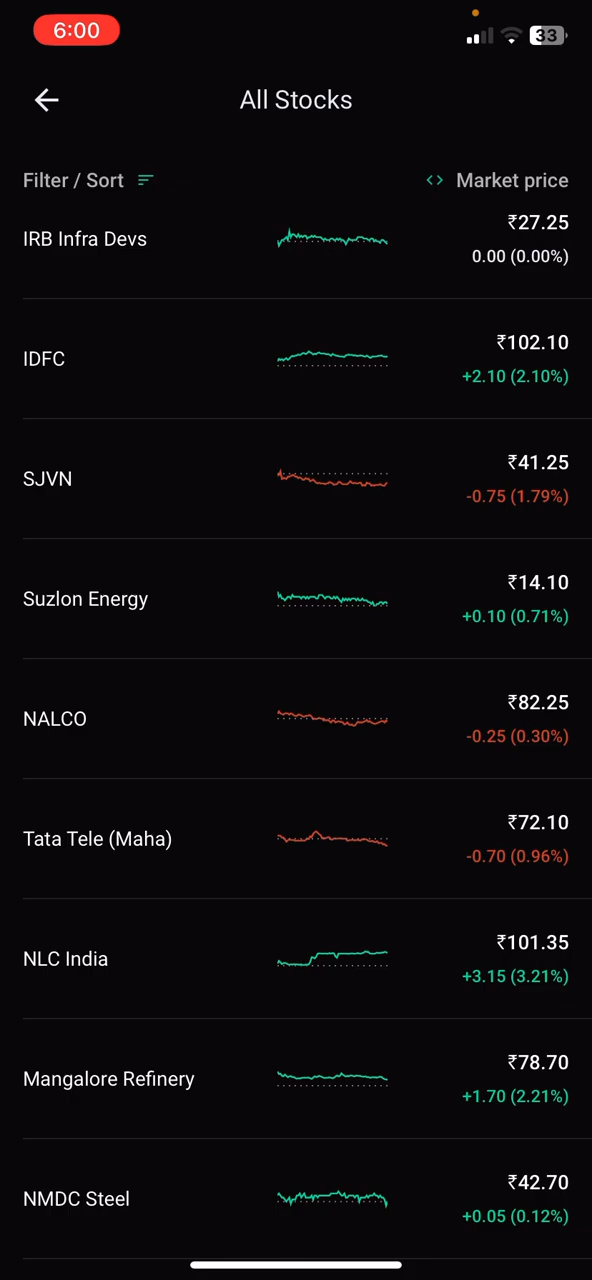 6:00
33
All Stocks
Filter / Sort
<> Market price
IRB Infra Devs
₹27.25
0.00 (0.00%)
IDFC
₹102.10
+2.10 (2.10%)
SJVN
₹41.25
-0.75 (1.79%)
Suzlon Energy
₹14.10
+0.10 (0.71%)
NALCO
₹82.25
-0.25 (0.30%)
Tata Tele (Maha)
₹72.10
-0.70 (0.96%)
NLC India
₹101.35
+3.15 (3.21%)
Mangalore Refinery
₹78.70
+1.70 (2.21%)
NMDC Steel
₹42.70
+0.05 (0.12%)